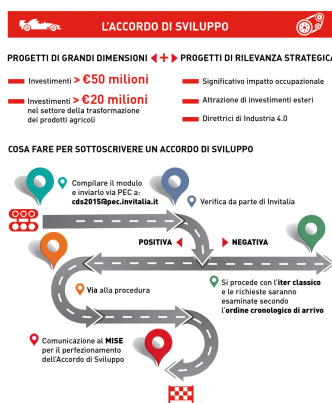 L'ACCORDO DI SVILUPPO
PROGETTI DI GRANDI DIMENSIONI
Investimenti > €50 milioni
Investimenti > €20 milioni
nel settore della trasformazione
dei prodotti agricoli
PROGETTI DI RILEVANZA STRATEGICA
Significativo impatto occupazionale
Attrazione di investimenti esteri
Direttrici di Industria 4.0
COSA FARE PER SOTTOSCRIVERE UN ACCORDO DI SVILUPPO
Compilare il modulo
e inviarlo via PEC a:
cds2015@pec.invitalia.it
Verifica da parte di Invitalia
POSITIVA
NEGATIVA
Via alla procedura
Si procede con l'iter classico
e le richieste saranno
esaminate secondo
l'ordine cronologico di arrivo
Comunicazione al MISE
per il perfezionamento
dell'Accordo di Sviluppo